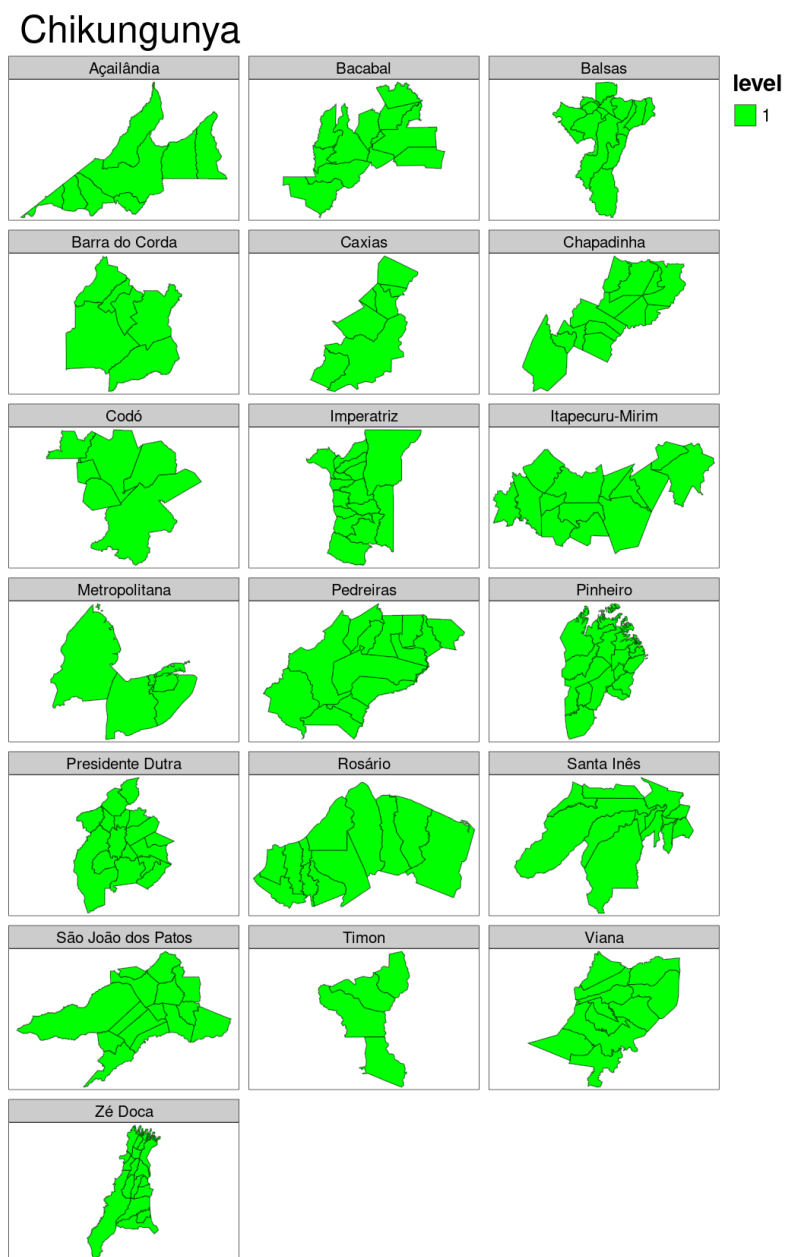 Chikungunya
Açailândia
Bacabal
Balsas
level
1
Barra do Corda
Caxias
Chapadinha
Codó
Imperatriz
Itapecuru-Mirim
Metropolitana
Pedreiras
Pinheiro
Presidente Dutra
Rosário
Santa Inês
São João dos Patos
Timon
Viana
Zé Doca